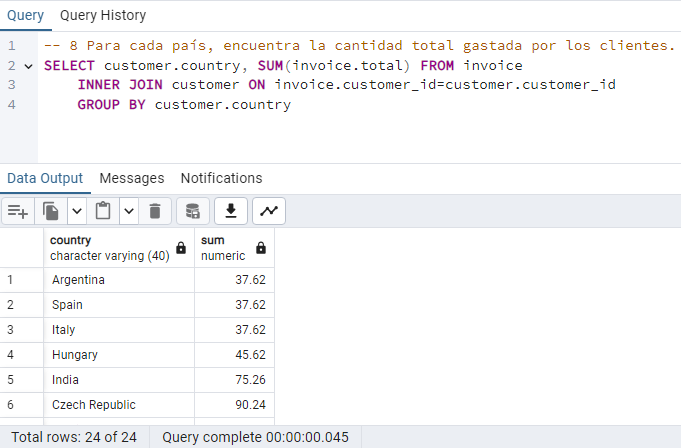 Query Query History
1 -- 8 Para cada país, encuentra la cantidad total gastada por los clientes.
2 SELECT customer.country, SUM(invoice.total) FROM invoice
3 INNER JOIN customer ON invoice.customer_id=customer.customer_id
4 GROUP BY customer.country
Data Output Messages Notifications
country sum
character varying (40) numeric
1 Argentina 37.62
2 Spain 37.62
3 Italy 37.62
4 Hungary 45.62
5 India 75.26
6 Czech Republic 90.24
Total rows: 24 of 24 Query complete 00:00:00.045